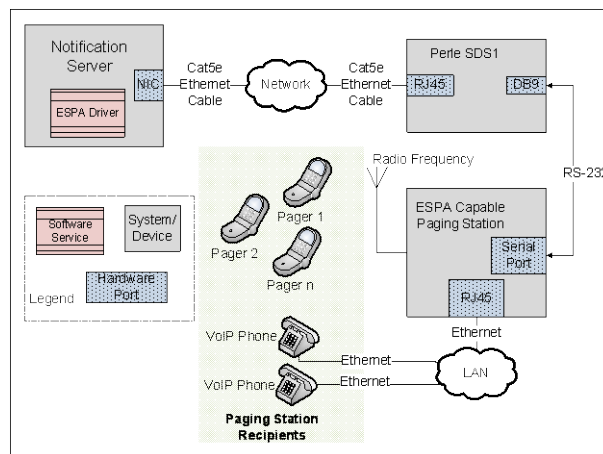 Notification
Server
NIC
ESPA Driver
Cat5e
Ethernet
Cable
Network
Cat5e
Ethernet
Cable
Perle SDS1
RJ45
DB9
RS-232
Radio Frequency
ESPA Capable
Paging Station
Serial
Port
RJ45
Ethernet
LAN
Pager 1
Pager 2
Pager n
Software
Service
System/
Device
Hardware
Port
Legend
VoIP Phone
Ethernet
VoIP Phone
Ethernet
Paging Station
Recipients